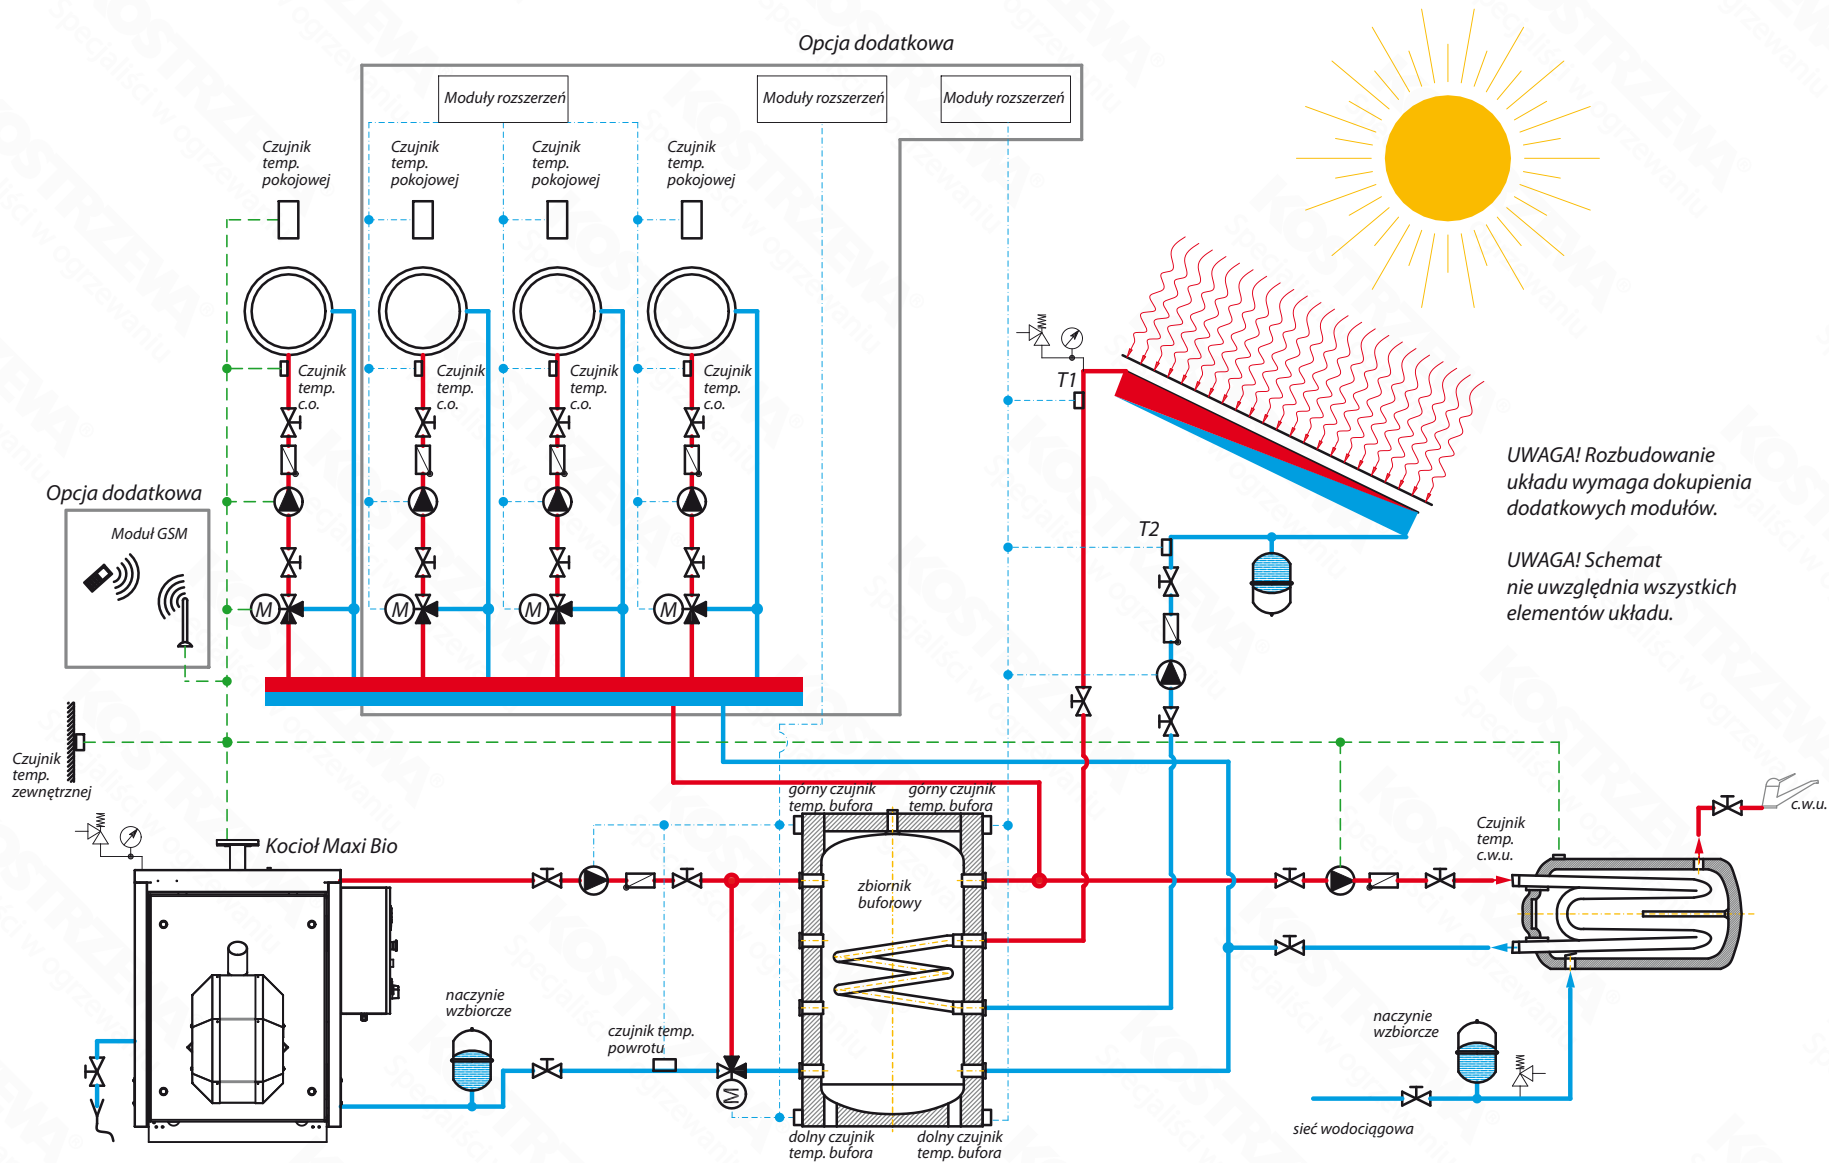 Opcja dodatkowa
Moduły rozszerzeń
Moduły rozszerzeń
Moduły rozszerzeń
Czujnik
temp.
pokojowej
Czujnik
temp.
pokojowej
Czujnik
temp.
pokojowej
Czujnik
temp.
pokojowej
Czujnik
temp.
c.o.
Czujnik
temp.
c.o.
Czujnik
temp.
c.o.
Czujnik
temp.
c.o.
T1
T2
UWAGA! Rozbudowanie
układu wymaga dokupienia
dodatkowych modułów.
UWAGA! Schemat
nie uwzględnia wszystkich
elementów układu.
Opcja dodatkowa
Moduł GSM
M
M
M
M
Czujnik
temp.
zewnętrznej
Kocioł Maxi Bio
górny czujnik
temp. bufora
górny czujnik
temp. bufora
zbiornik
buforowy
Czujnik
temp.
c.w.u.
c.w.u.
naczynie
wzbiorcze
czujnik temp.
powrotu
M
dolny czujnik
temp. bufora
dolny czujnik
temp. bufora
naczynie
wzbiorcze
sieć wodociągowa
KOSTRZEWA®
Specjaliści w ogrzewaniu